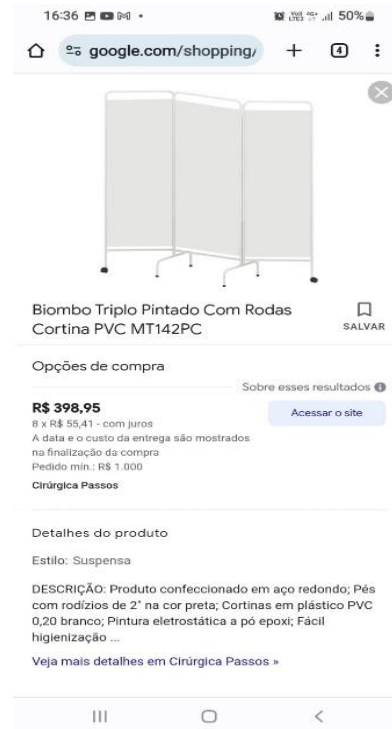 16:36
50%
google.com/shopping/
4
Biombo Triplo Pintado Com Rodas
Cortina PVC MT142PC
SALVAR
Opções de compra
Sobre esses resultados
R$ 398,95
8 x R$ 55,41 - com juros
A data e o custo da entrega são mostrados
na finalização da compra
Pedido mín.: R$ 1.000
Cirúrgica Passos
Acessar o site
Detalhes do produto
Estilo: Suspensa
DESCRIÇÃO: Produto confeccionado em aço redondo; Pés
com rodízios de 2" na cor preta; Cortinas em plástico PVC
0,20 branco; Pintura eletrostática a pó epoxi; Fácil
higienização ...
Veja mais detalhes em Cirúrgica Passos »